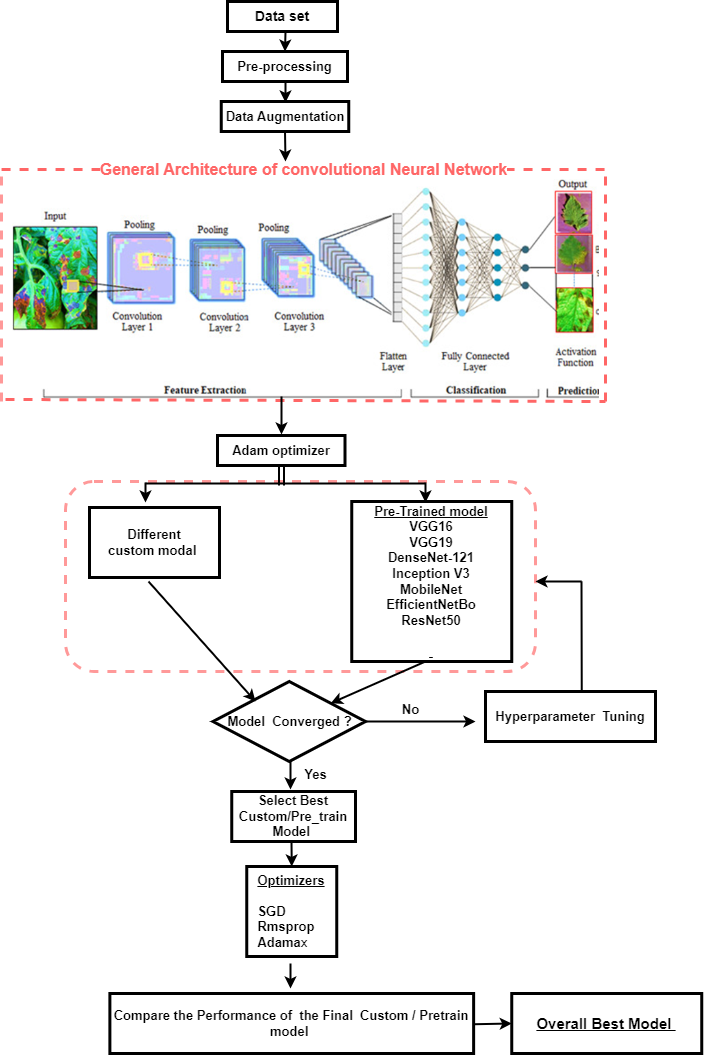 Data set
Pre-processing
Data Augmentation
General Architecture of convolutional Neural Network
Output
Input
Pooling
Pooling
Pooling
Convolution
Layer 1
Convolution
Layer 2
Convolution
Layer 3
Flatten
Layer
Fully Connected
Layer
Activation
Function
Feature Extraction
Classification
Prediction
Adam optimizer
Different
custom modal
Pre-Trained model
VGG16
VGG19
DenseNet-121
Inception V3
MobileNet
EfficientNetBo
ResNet50
-
Model Converged ?
No
Hyperparameter Tuning
Yes
Select Best
Custom/Pre_train
Model
Optimizers
SGD
Rmsprop
Adamax
Compare the Performance of the Final Custom / Pretrain
model
Overall Best Model